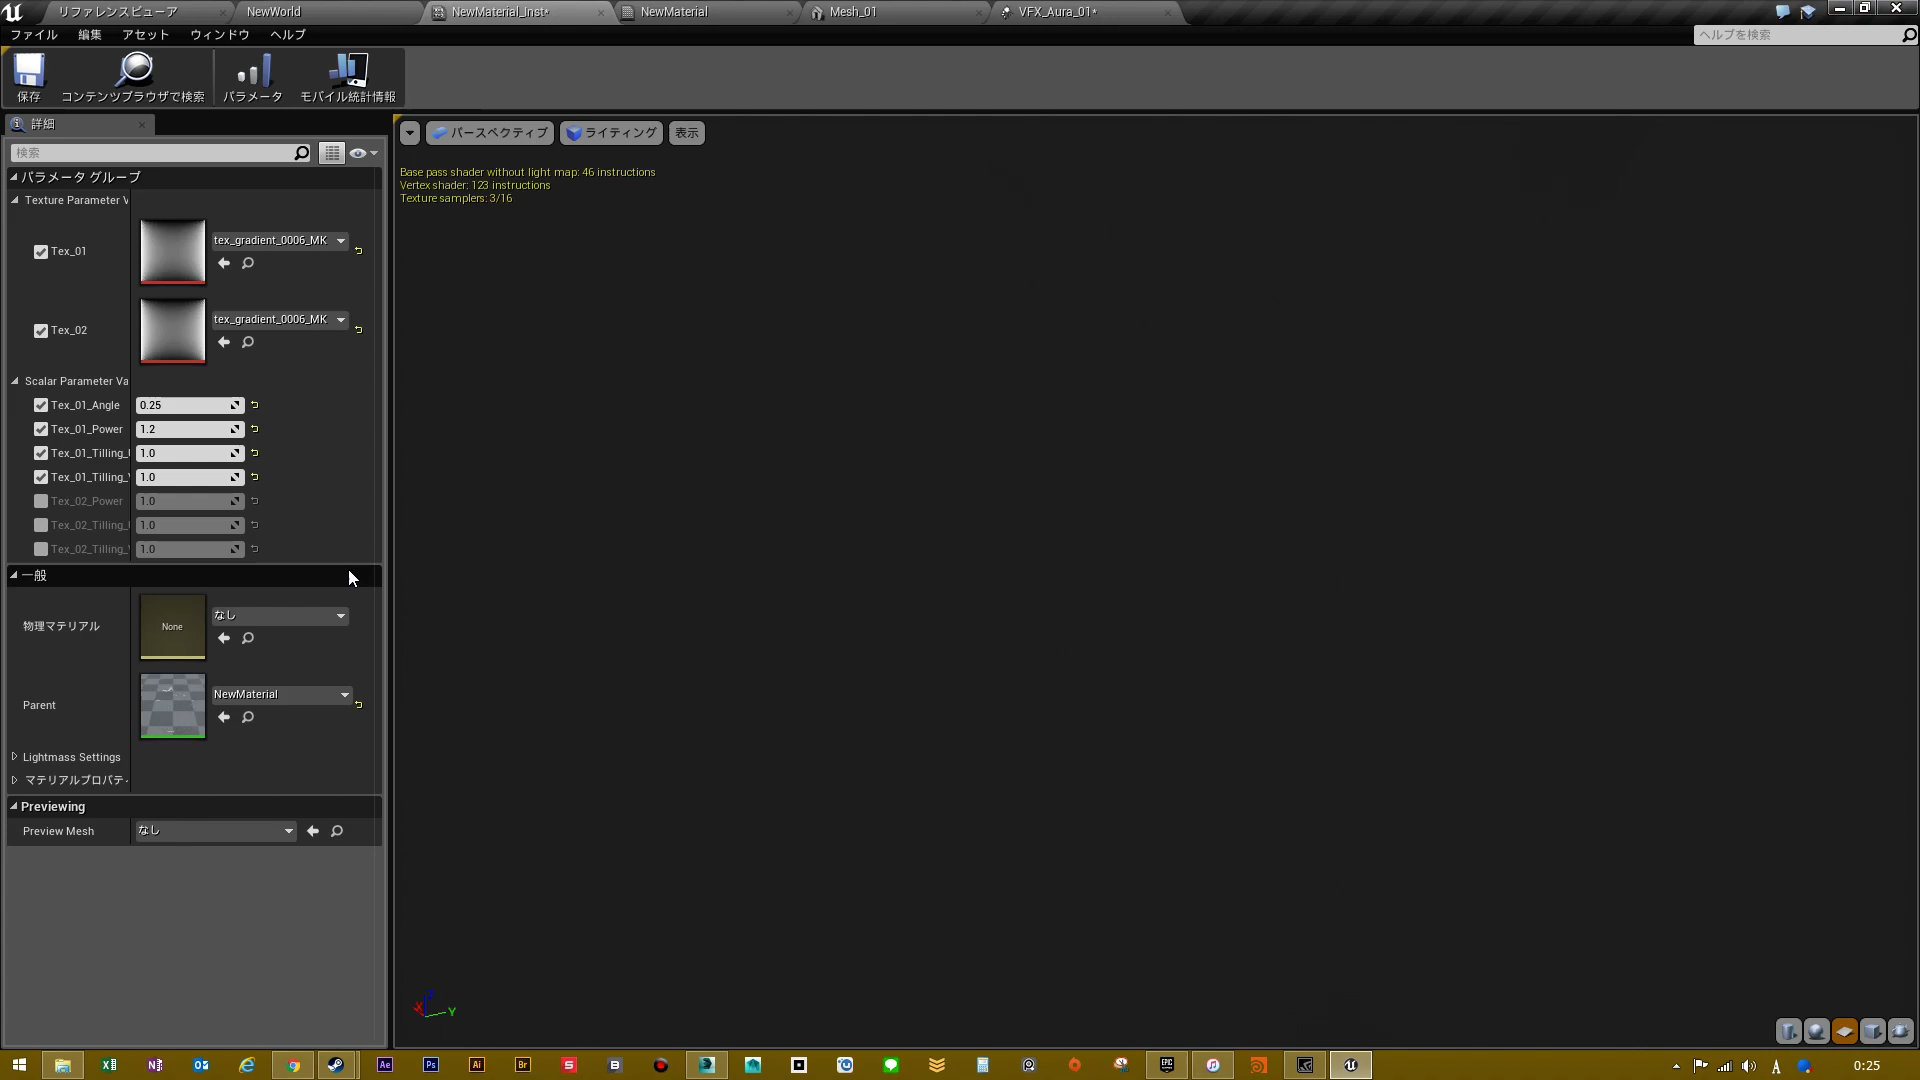 リファレンスビューア
NewWorld
NewMaterial_Inst*
NewMaterial
Mesh_01
VFX_Aura_01*
ファイル 編集 アセット ウィンドウ ヘルプ
ヘルプを検索
保存
コンテンツブラウザで検索
パラメータ
モバイル統計情報
詳細
検索
パースペクティブ
ライティング
表示
Base pass shader without light map: 46 instructions
Vertex shader: 123 instructions
Texture samplers: 3/16
パラメータ グループ
Texture Parameter V
Tex_01
tex_gradient_0006_MK
Tex_02
tex_gradient_0006_MK
Scalar Parameter Va
Tex_01_Angle 0.25
Tex_01_Power 1.2
Tex_01_Tilling_ 1.0
Tex_01_Tilling_ 1.0
Tex_02_Power 1.0
Tex_02_Tilling_ 1.0
Tex_02_Tilling_ 1.0
一般
物理マテリアル
None
なし
Parent
NewMaterial
Lightmass Settings
マテリアルプロパティ
Previewing
Preview Mesh なし
X Y Z
0:25